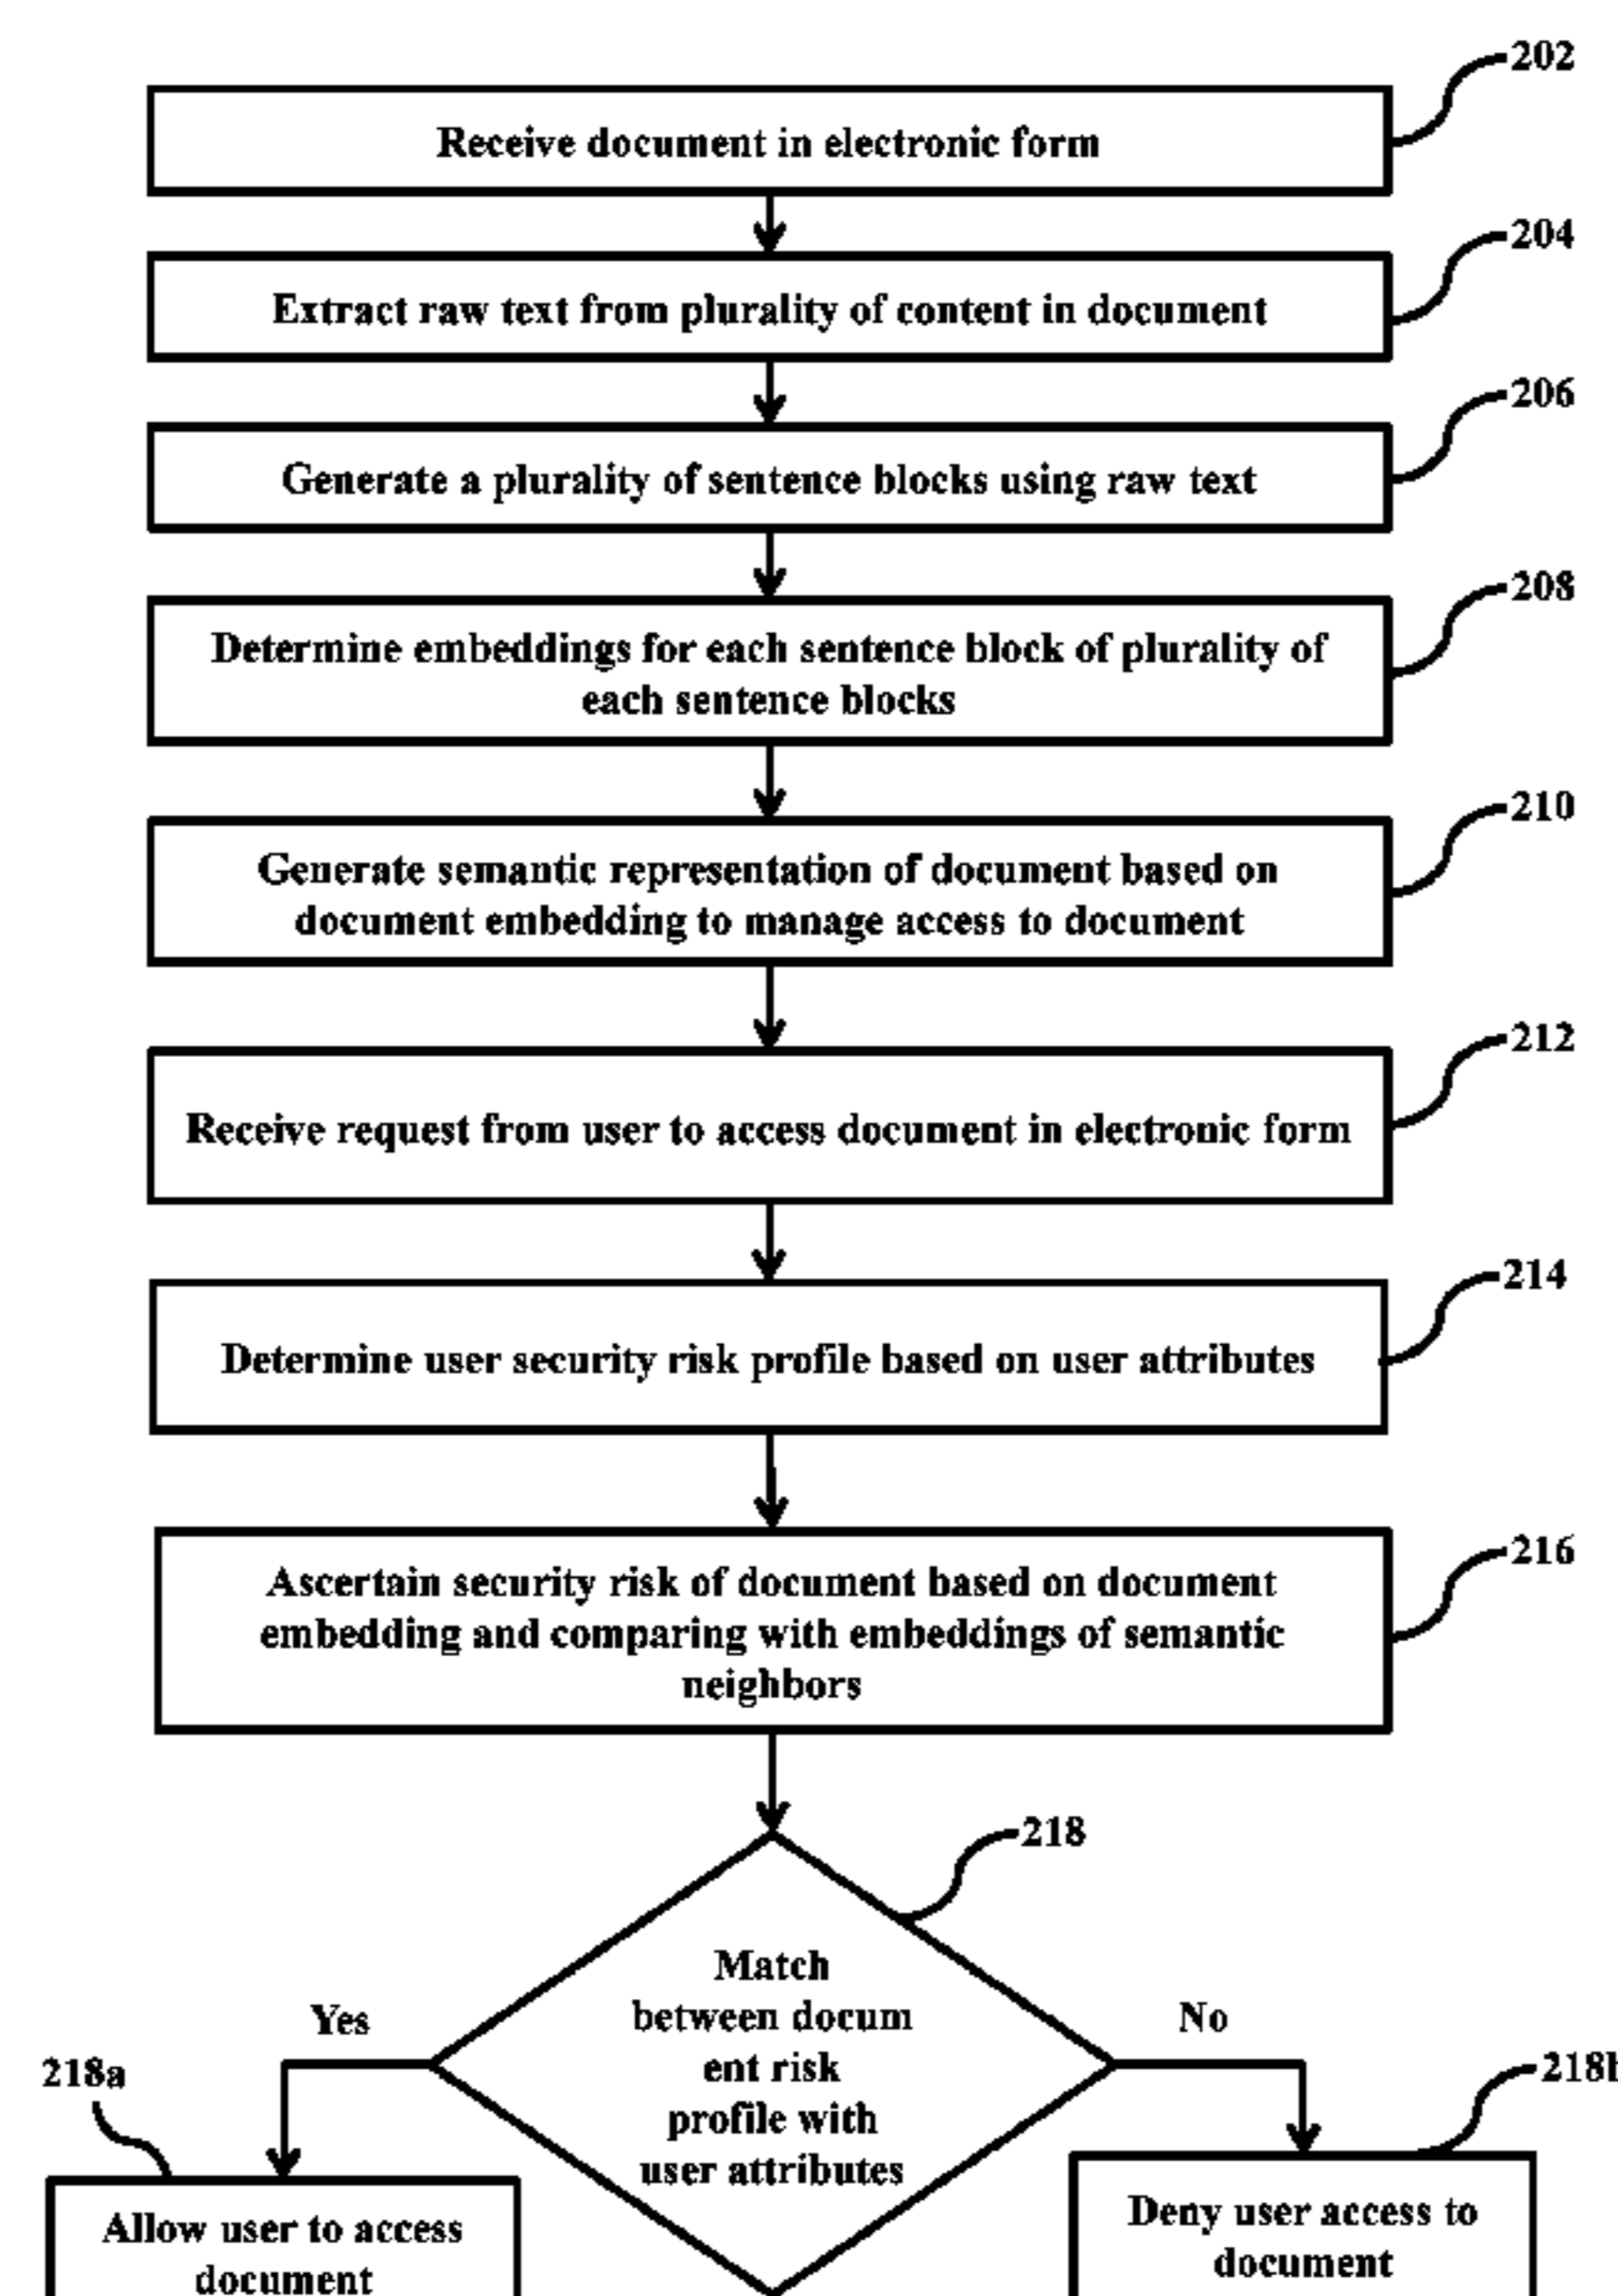 202
Receive document in electronic form
204
Extract raw text from plurality of content in document
206
Generate a plurality of sentence blocks using raw text
208
Determine embeddings for each sentence block of plurality of
each sentence blocks
210
Generate semantic representation of document based on
document embedding to manage access to document
212
Receive request from user to access document in electronic form
214
Determine user security risk profile based on user attributes
216
Ascertain security risk of document based on document
embedding and comparing with embeddings of semantic
neighbors
218
Match
between docum
ent risk
profile with
user attributes
Yes
No
218a
Allow user to access
document
Deny user access to
document